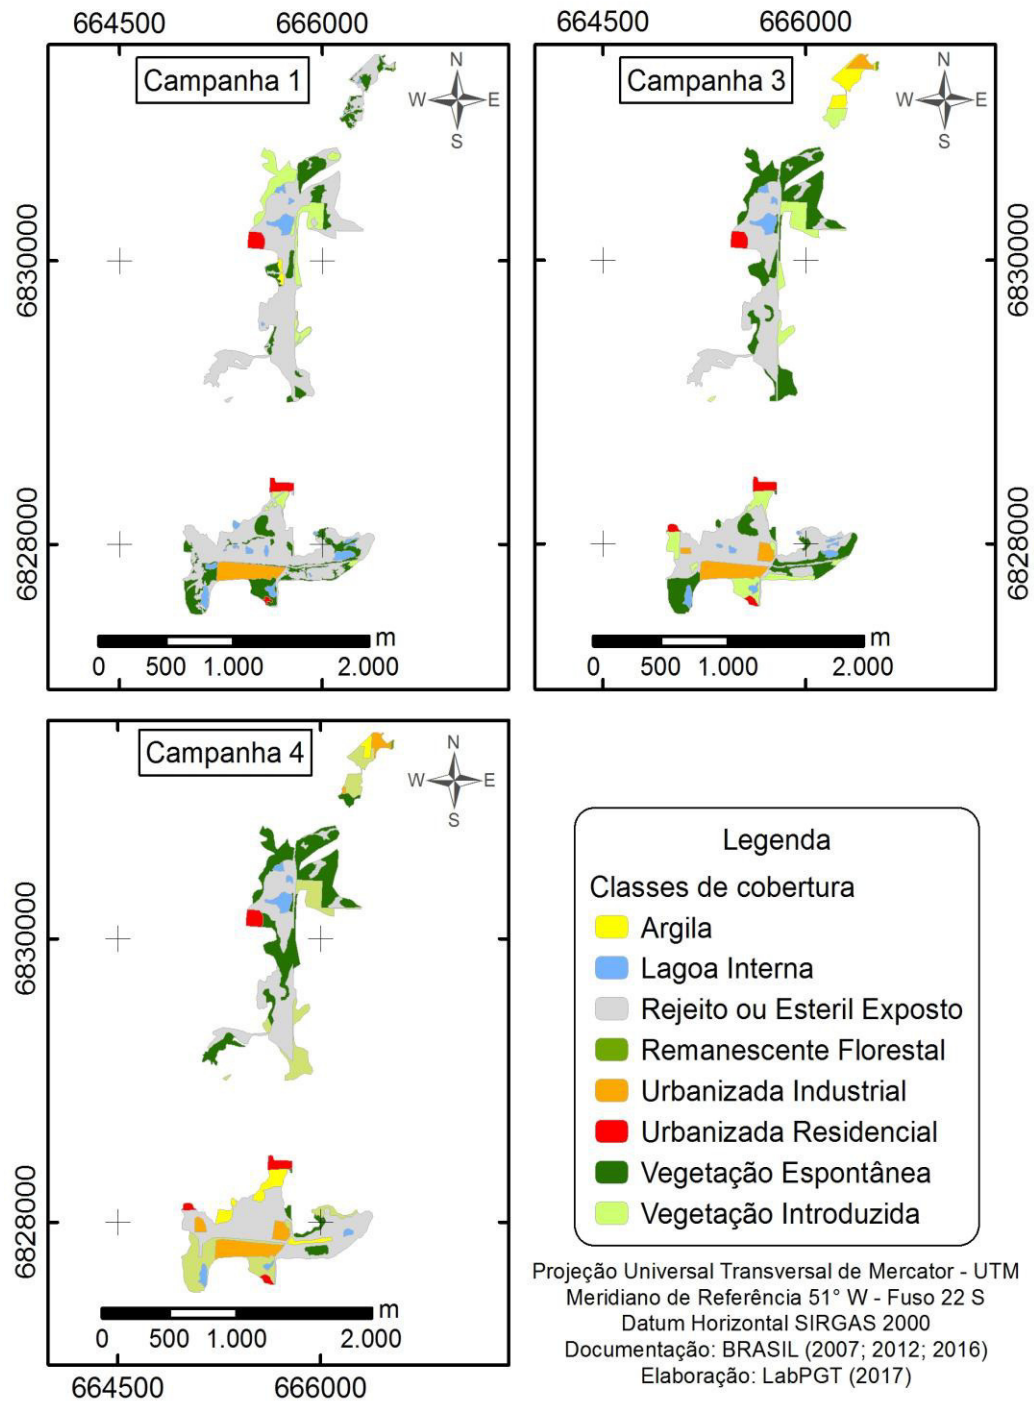 664500 666000 664500 666000
Campanha 1
N
W E
S
Campanha 3
N
W E
S
6830000
6830000
6828000
6828000
m
0 500 1.000 2.000
m
0 500 1.000 2.000
Campanha 4
N
W E
S
6830000
6828000
m
0 500 1.000 2.000
664500 666000
Legenda
Classes de cobertura
Argila
Lagoa Interna
Rejeito ou Esteril Exposto
Remanescente Florestal
Urbanizada Industrial
Urbanizada Residencial
Vegetação Espontânea
Vegetação Introduzida
Projeção Universal Transversal de Mercator - UTM
Meridiano de Referência 51° W - Fuso 22 S
Datum Horizontal SIRGAS 2000
Documentação: BRASIL (2007; 2012; 2016)
Elaboração: LabPGT (2017)